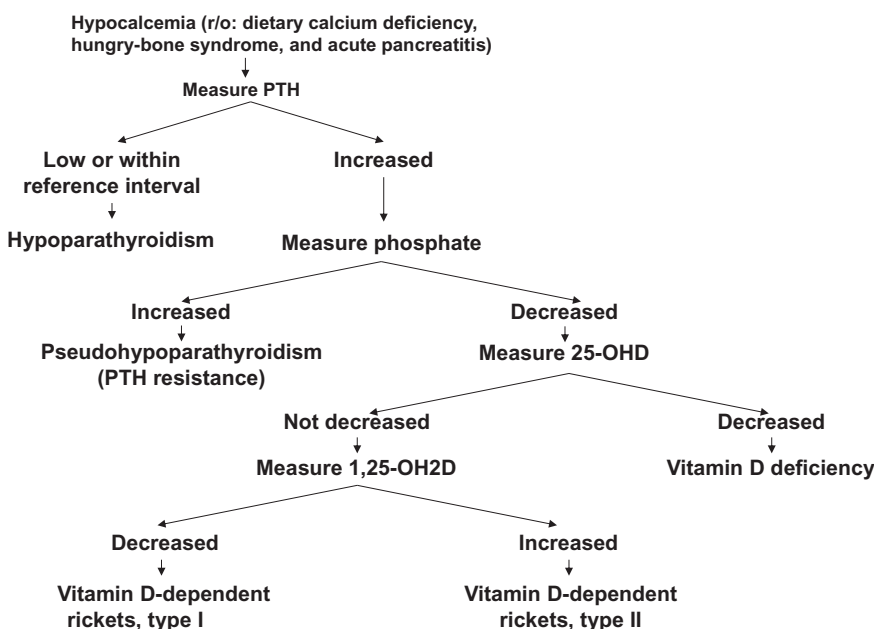 Hypocalcemia (r/o: dietary calcium deficiency,
hungry-bone syndrome, and acute pancreatitis)
Measure PTH
Low or within
reference interval
Increased
Hypoparathyroidism
Measure phosphate
Increased
Decreased
Pseudohypoparathyroidism
(PTH resistance)
Measure 25-OHD
Not decreased
Decreased
Measure 1,25-OH2D
Vitamin D deficiency
Decreased
Increased
Vitamin D-dependent
rickets, type I
Vitamin D-dependent
rickets, type II